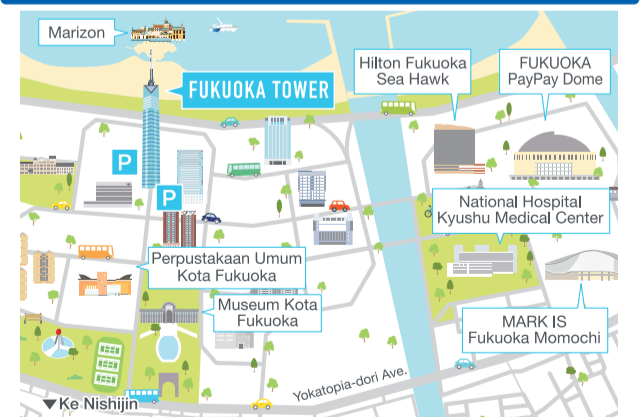 Marizon
FUKUOKA TOWER
Hilton Fukuoka
Sea Hawk
FUKUOKA
PayPay Dome
P
P
National Hospital
Kyushu Medical Center
Perpustakaan Umum
Kota Fukuoka
Museum Kota
Fukuoka
MARK IS
Fukuoka Momochi
Yokatopia-dori Ave.
▼Ke Nishijin